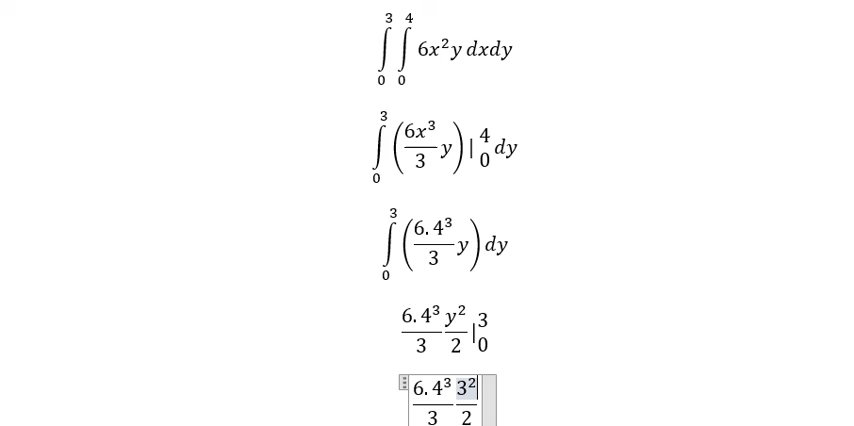 ∫₀³ ∫₀⁴ 6x²y dxdy
∫₀³ (6x³/3 y) |₀⁴ dy
∫₀³ (6.4³/3 y) dy
6.4³/3 y²/2 |₀³
6.4³/3 3²/2